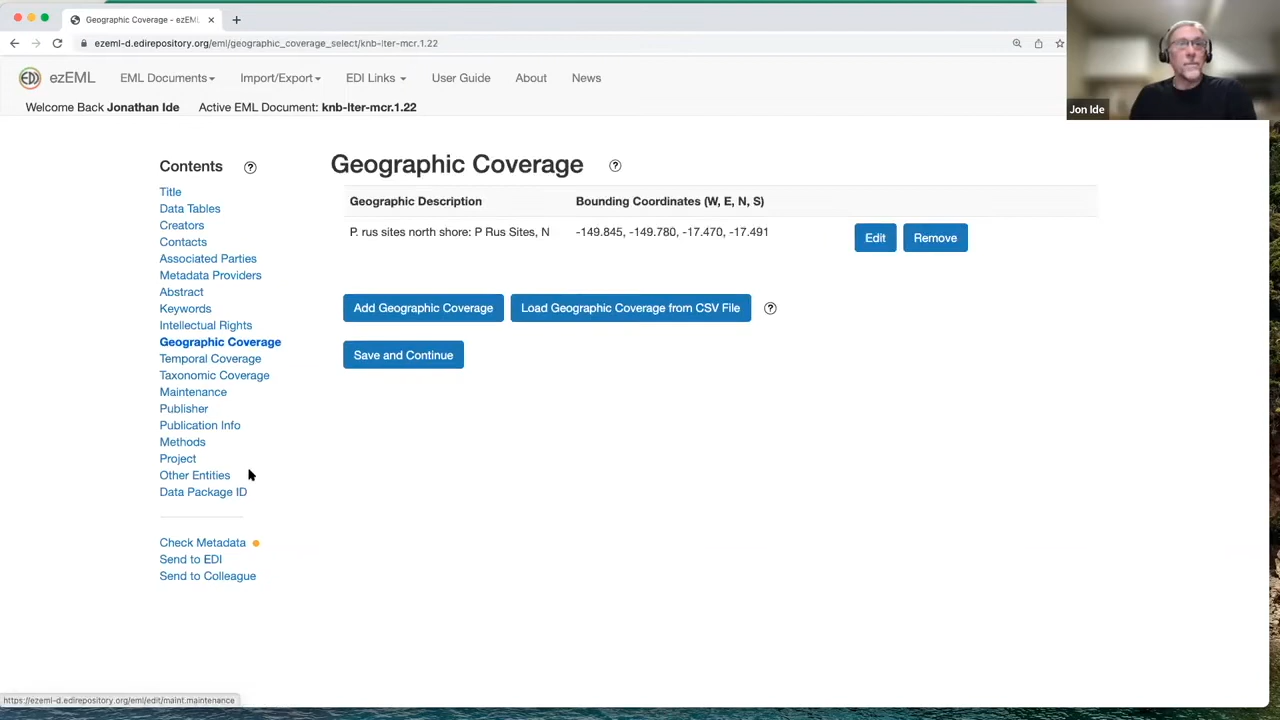 Geographic Coverage - ezEML
ezeml-d.edirepository.org/eml/geographic_coverage_select/knb-lter-mcr.1.22
EDI ezEML EML Documents Import/Export EDI Links User Guide About News
Welcome Back Jonathan Ide Active EML Document: knb-lter-mcr.1.22
Jon Ide
Contents ?
Title
Data Tables
Creators
Contacts
Associated Parties
Metadata Providers
Abstract
Keywords
Intellectual Rights
Geographic Coverage
Temporal Coverage
Taxonomic Coverage
Maintenance
Publisher
Publication Info
Methods
Project
Other Entities
Data Package ID
Check Metadata
Send to EDI
Send to Colleague
Geographic Coverage ?
Geographic Description Bounding Coordinates (W, E, N, S)
P. rus sites north shore: P Rus Sites, N -149.845, -149.780, -17.470, -17.491 Edit Remove
Add Geographic Coverage Load Geographic Coverage from CSV File ?
Save and Continue
https://ezeml-d.edirepository.org/eml/edit/maint.maintenance